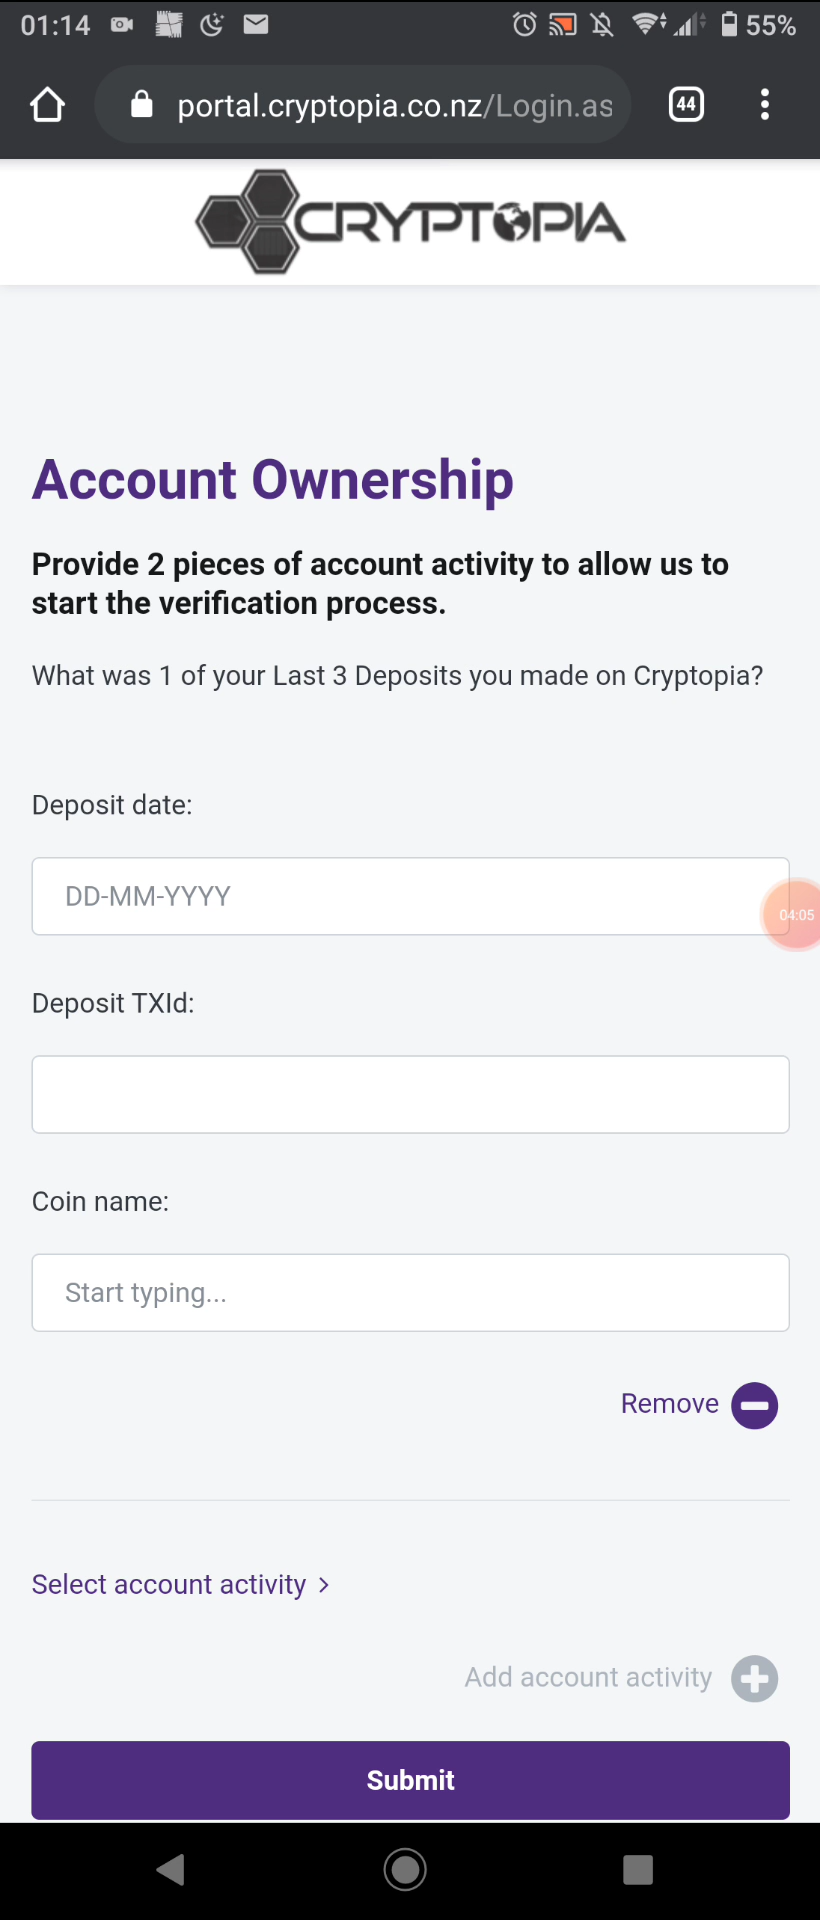 01:14
55%
portal.cryptopia.co.nz/Login.as
44
CRYPTOPIA
Account Ownership
Provide 2 pieces of account activity to allow us to
start the verification process.
What was 1 of your Last 3 Deposits you made on Cryptopia?
Deposit date:
DD-MM-YYYY
04:05
Deposit TXId:
Coin name:
Start typing...
Remove
Select account activity >
Add account activity
Submit